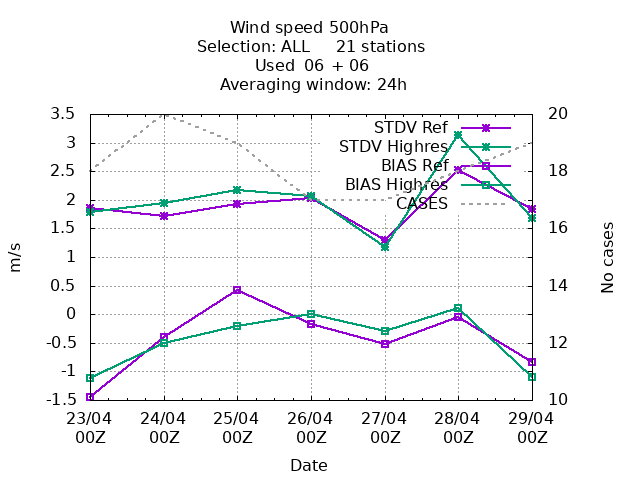 Wind speed 500hPa
Selection: ALL     21 stations
Used  06 + 06
Averaging window: 24h
3.5
3
2.5
2
1.5
1
0.5
0
-0.5
-1
-1.5
m/s
20
18
16
14
12
10
No cases
STDV Ref
STDV Highres
BIAS Ref
BIAS Highres
CASES
23/04 24/04 25/04 26/04 27/04 28/04 29/04
00Z 00Z 00Z 00Z 00Z 00Z 00Z
Date